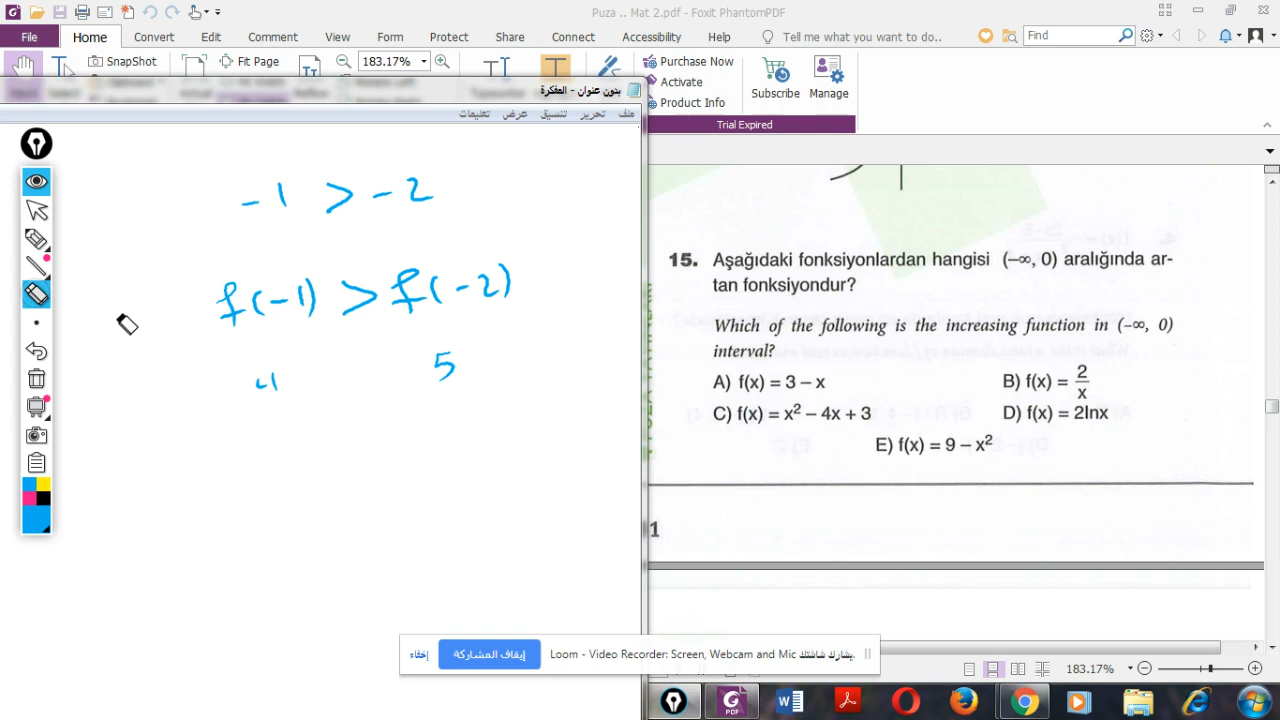 Puza .. Mat 2.pdf - Foxit PhantomPDF
File Home Convert Edit Comment View Form Protect Share Connect Accessibility Help Tell me what you want to do.. Find
SnapShot Fit Page 183.17% Purchase Now
Activate
Product Info
Subscribe Manage
Trial Expired
بدون عنوان - المفكرة
ملف تحرير تنسيق عرض تعليمات
-1 > -2
f(-1) > f(-2)
4 5
15. Aşağıdaki fonksiyonlardan hangisi (–∞, 0) aralığında ar-
tan fonksiyondur?
Which of the following is the increasing function in (–∞, 0)
interval?
A) f(x) = 3 – x B) f(x) = 2/x
C) f(x) = x² – 4x + 3 D) f(x) = 2lnx
E) f(x) = 9 – x²
1
إخفاء إيقاف المشاركة Loom - Video Recorder: Screen, Webcam and Mic يشارك شاشتك.
183.17%
PDF